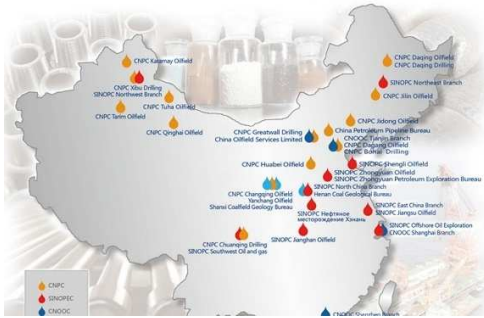 CNPC Karamay Oilfield
CNPC Daqing Oilfield
CNPC Daqing Drilling
CNPC Xibu Drilling
SINOPEC Northwest Branch
SINOPEC Northeast Branch
CNPC Tuha Oilfield
CNPC Jilin Oilfield
CNPC Tarim Oilfield
CNPC Qinghai Oilfield
CNPC Jidong Oilfield
CNPC Greatwall Drilling
China Oilfield Services Limited
China Petroleum Pipeline Bureau
CNOOC Tianjin Branch
CNPC Dagang Oilfield
CNPC Bohai Drilling
CNPC Huabei Oilfield
SINOPEC Shengli Oilfield
SINOPEC Zhongyuan Oilfield
SINOPEC Zhongyuan Petroleum Exploration Bureau
CNPC Changqing Oilfield
Yanchang Oilfield
Shanxi Coalfield Geology Bureau
SINOPEC North China Branch
Henan Coal Geological Bureau
SINOPEC Нефтяное
месторождение Хэнань
SINOPEC East China Branch
SINOPEC Jiangsu Oilfield
CNPC Chuanqing Drilling
SINOPEC Southwest Oil and gas
SINOPEC Jianghan Oilfield
SINOPEC Offshore Oil Exploration
CNOOC Shanghai Branch
CNPC
SINOPEC
CNOOC
CNOOC Shenzhen Branch